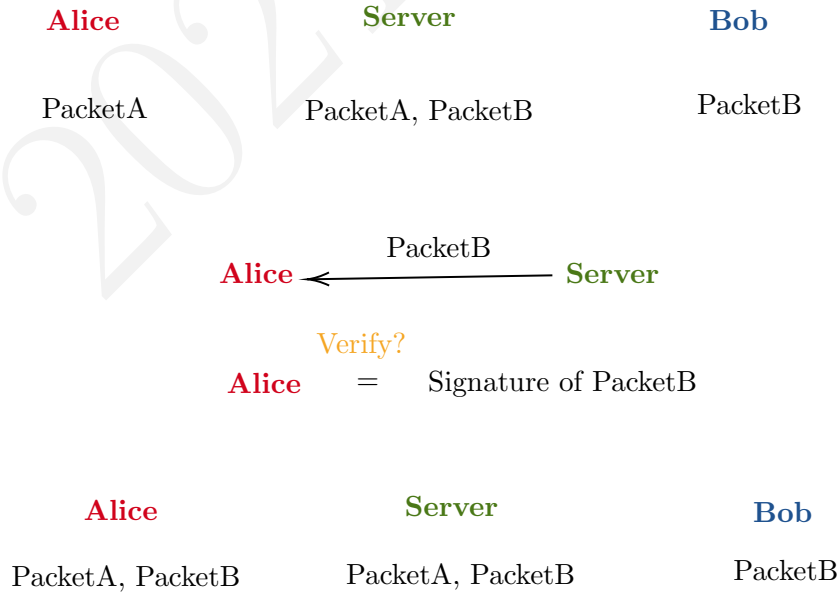 Alice Server Bob
PacketA PacketA, PacketB PacketB
PacketB
Alice Server
Verify?
Alice = Signature of PacketB
Alice Server Bob
PacketA, PacketB PacketA, PacketB PacketB